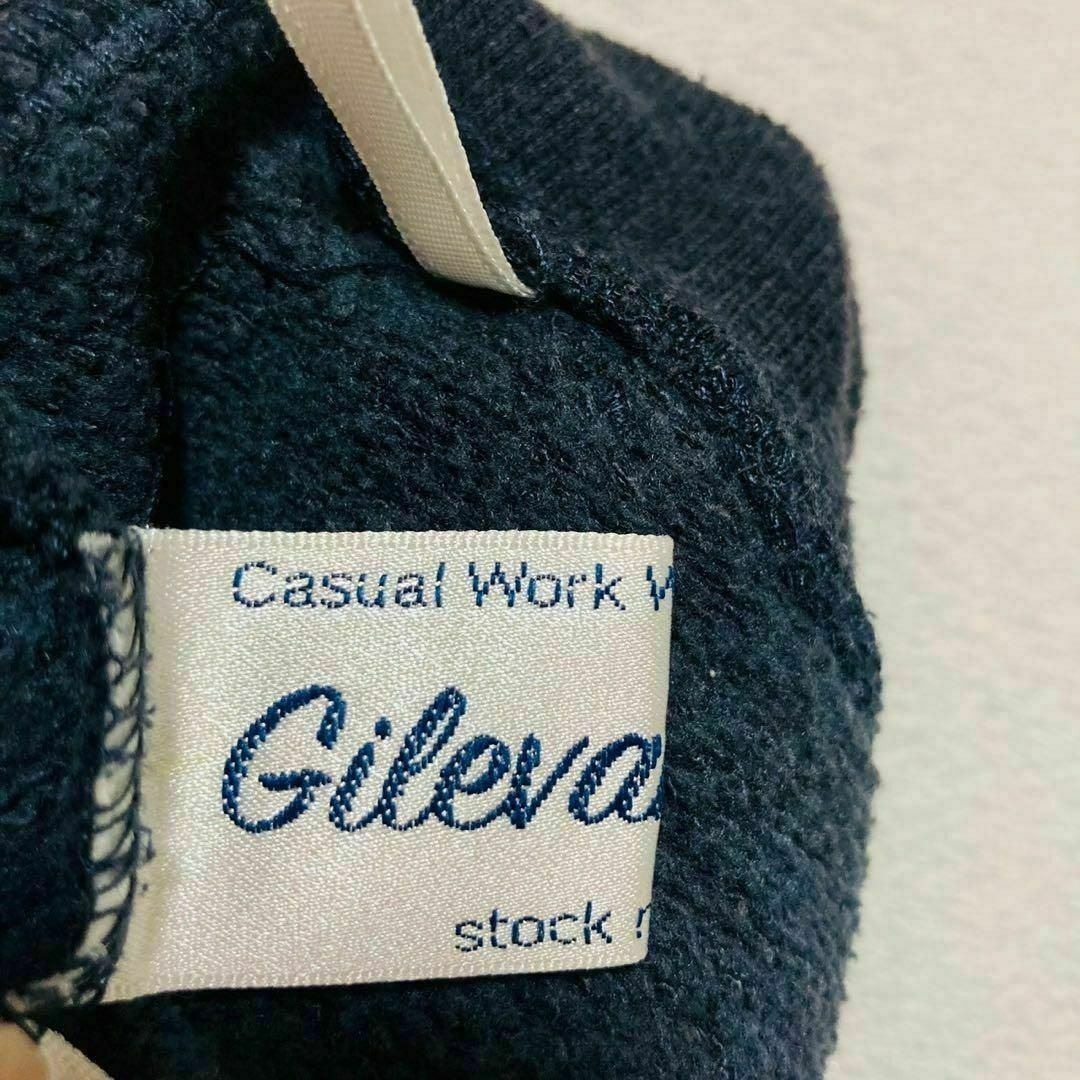 Casual Work W
Gileva
stock r